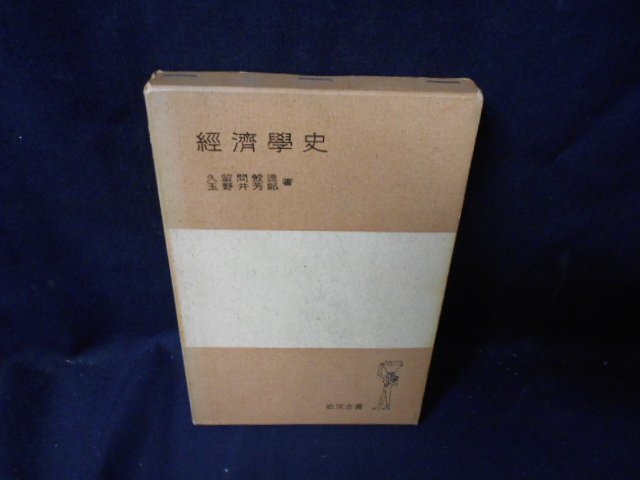 經濟學史
久留間鮫造
玉野井芳郎
著
岩波全書